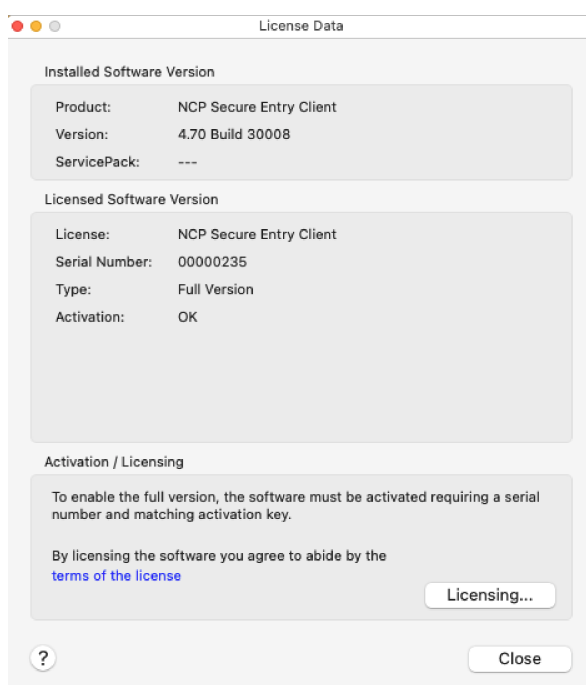 License Data
Installed Software Version
Product: NCP Secure Entry Client
Version: 4.70 Build 30008
ServicePack: ---
Licensed Software Version
License: NCP Secure Entry Client
Serial Number: 00000235
Type: Full Version
Activation: OK
Activation / Licensing
To enable the full version, the software must be activated requiring a serial
number and matching activation key.
By licensing the software you agree to abide by the
terms of the license
Licensing...
?
Close